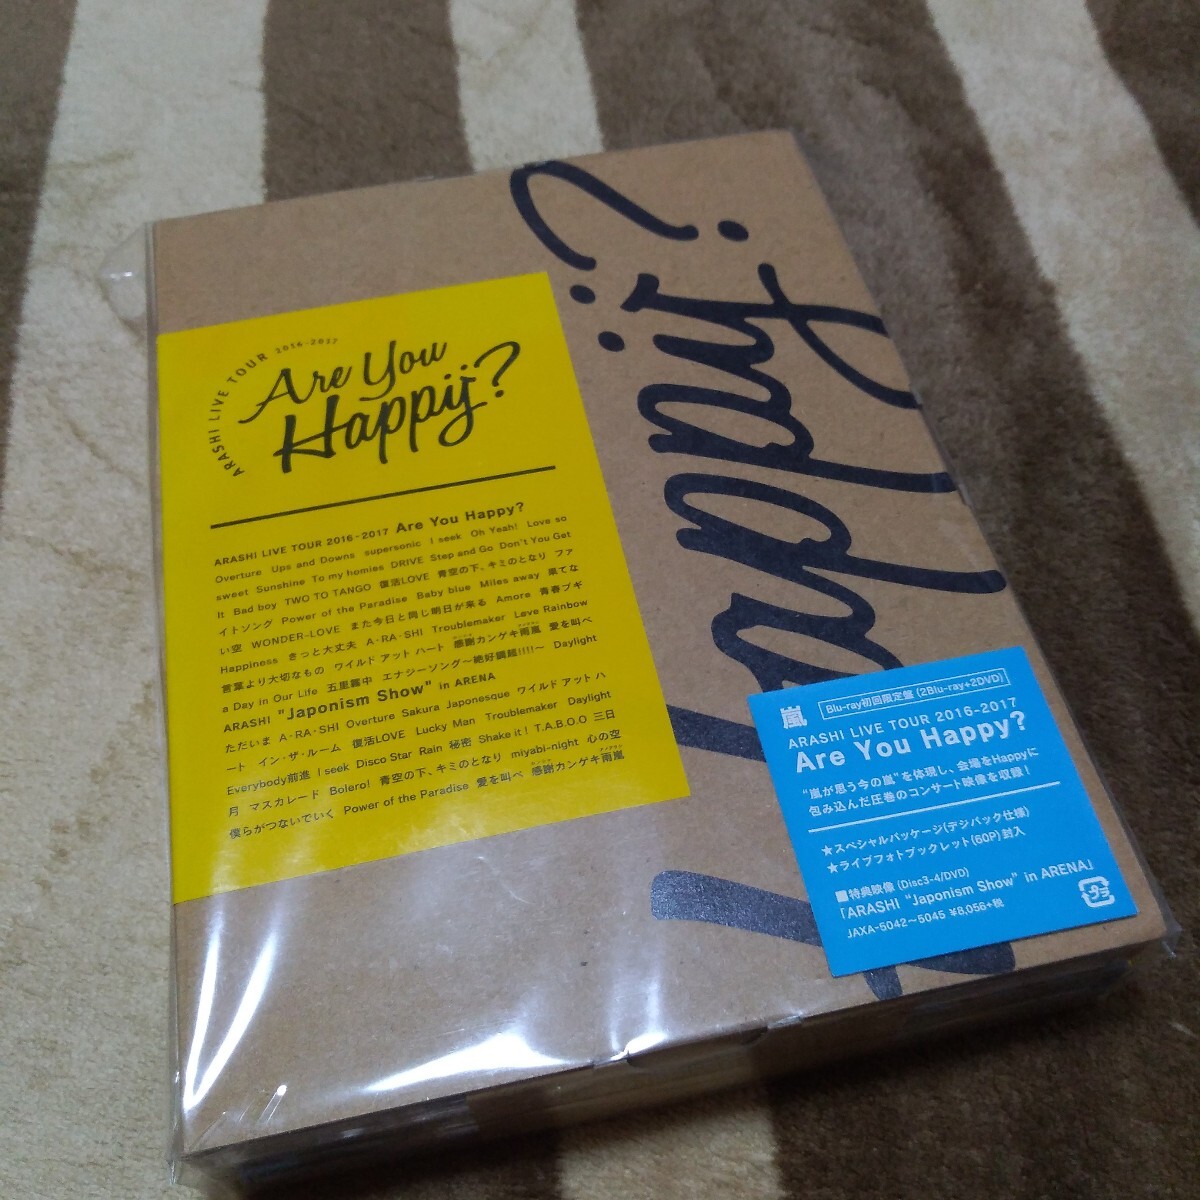 ARASHI LIVE TOUR 2016-2017
Are You
Happy?
ARASHI LIVE TOUR 2016-2017 Are You Happy?
Overture Ups and Downs supersonic I seek Oh Yeah! Love so
sweet Sunshine To my homies DRIVE Step and Go Don't You Get
It Bad boy TWO TO TANGO 復活LOVE 青空の下、キミのとなり ファ
イトソング Power of the Paradise Baby blue Miles away 果てな
い空 WONDER-LOVE また今日と同じ明日が来る Amore 青春ブギ
Happiness きっと大丈夫 A・RA・SHI Troublemaker Love Rainbow
言葉より大切なもの ワイルド アット ハート 感謝カンゲキ雨嵐 愛を叫べ
a Day in Our Life 五里霧中 エナジーソング〜絶好調超!!!!〜 Daylight
ARASHI "Japonism Show" in ARENA
ただいま A・RA・SHI Overture Sakura Japonesque ワイルド アット ハ
ート イン・ザ・ルーム 復活LOVE Lucky Man Troublemaker Daylight
Everybody前進 I seek Disco Star Rain 秘密 Shake it! T.A.B.O.O 三日
月 マスカレード Bolero! 青空の下、キミのとなり miyabi-night 心の空
僕らがつないでいく Power of the Paradise 愛を叫べ 感謝カンゲキ雨嵐
Happy?
嵐
Blu-ray初回限定盤 (2Blu-ray+2DVD)
ARASHI LIVE TOUR 2016-2017
Are You Happy?
"嵐が思う今の嵐"を体現し、会場をHappyに
包み込んだ圧巻のコンサート映像を収録!
★スペシャルパッケージ(デジパック仕様)
★ライブフォトブックレット(60P)封入
■特典映像 (Disc3-4/DVD)
「ARASHI "Japonism Show" in ARENA」
JAXA-5042〜5045 ¥8,056+税
プラ